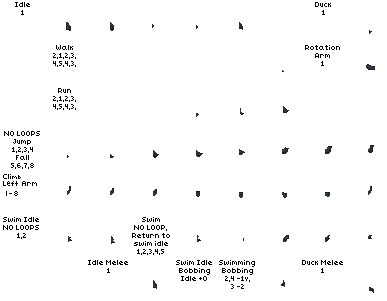 Idle
1
Duck
1
Walk
2,1,2,3,
4,5,4,3,
Rotation
Arm
1
Run
2,1,2,3,
4,5,4,3,
NO LOOPS
Jump
1,2,3,4
Fall
5,6,7,8
Climb
Left Arm
1-8
Swim Idle
NO LOOPS
1,2
Swim
NO LOOP,
Return to
swim idle
1,2,3,4,5
Idle Melee
1
Swim Idle
Bobbing
Idle +0
Swimming
Bobbing
2,4 -1v,
3 -2
Duck Melee
1